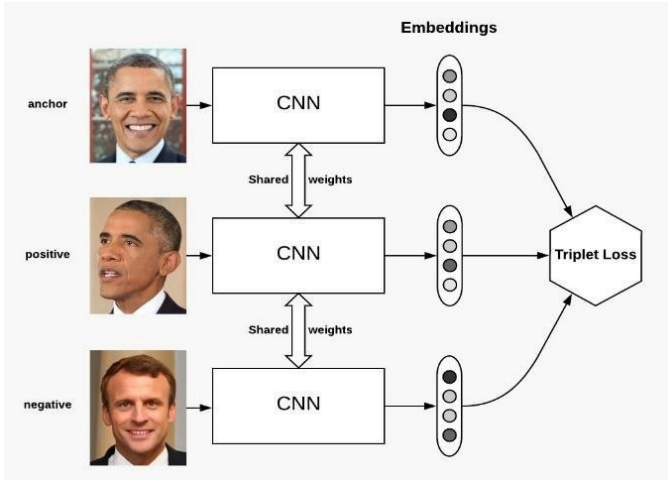 Embeddings
anchor
CNN
Shared weights
positive
CNN
Triplet Loss
Shared weights
negative
CNN